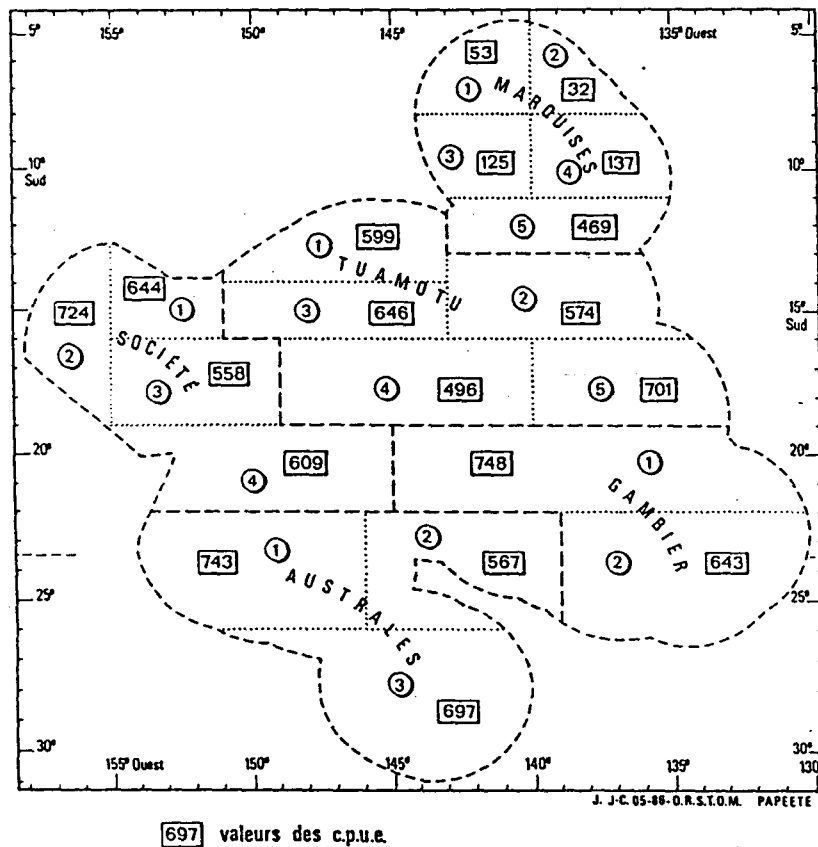 155° 150° 145° 135° Ouest
5° 5°
53 2
1 32
MARQUISES
3 125 4 137
10° 10°
Sud
5 469
1 599
TUAMOTU
644 1 3 646 2 574
724 15°
Sud
2 SOCIÉTÉ
3 558 4 496 5 701
20° 20°
4 609 748 1
GAMBIER
743 1 2 567 2 643
25° 25°
AUSTRALES
3 697
30° 30°
155° Ouest 150° 145° 140° 135° 130
J. J-C. 05-86-O.R.S.T.O.M. PAPEETE
697 valeurs des c.p.u.e.